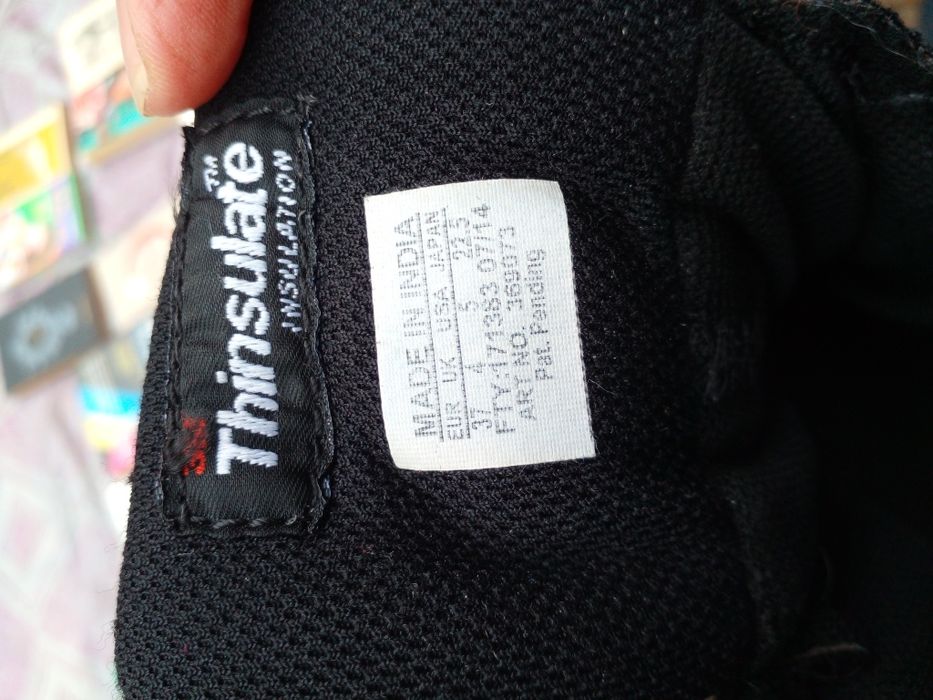 3M
Thinsulate™
INSULATION
MADE IN INDIA
EUR UK USA JAPAN
37 4 5 22.5
FTY 171383 07/14
ART NO. 369073
Pat. Pending